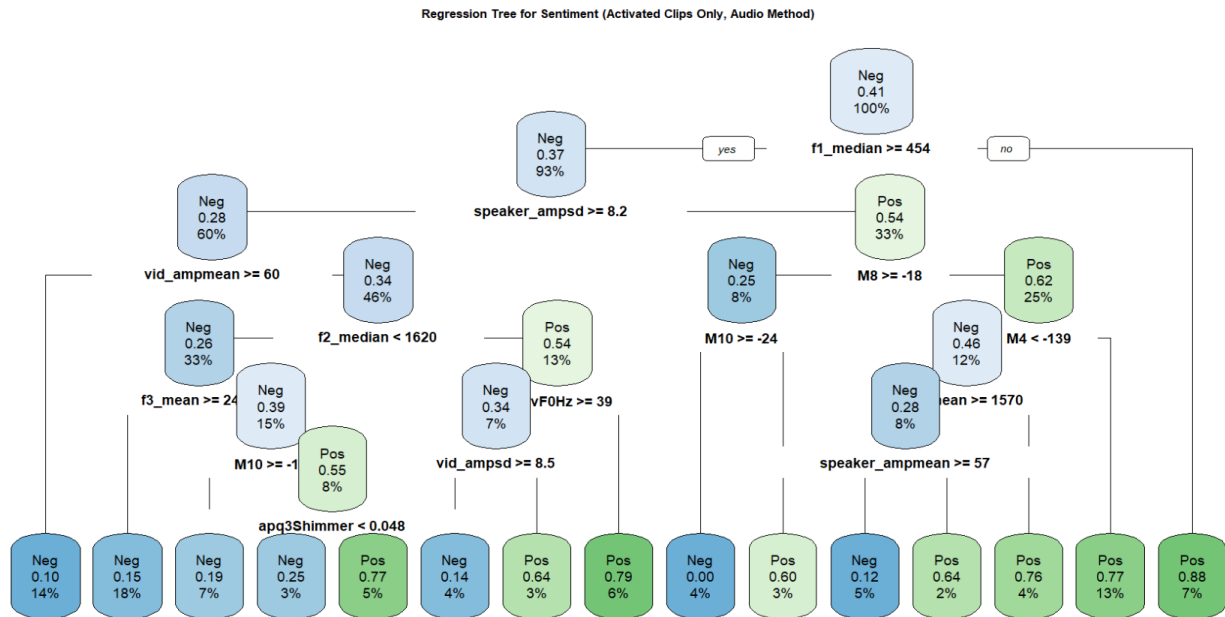 Regression Tree for Sentiment (Activated Clips Only, Audio Method)
Neg
0.41
100%
yes
f1_median >= 454
no
Neg
0.37
93%
speaker_ampsd >= 8.2
Neg
0.28
60%
vid_ampmean >= 60
Pos
0.54
33%
M8 >= -18
Neg
0.34
46%
f2_median < 1620
Neg
0.25
8%
M10 >= -24
Pos
0.62
25%
M4 < -139
Neg
0.26
33%
f3_mean >= 24
Pos
0.54
13%
vF0Hz >= 39
Neg
0.46
12%
ean >= 1570
Neg
0.39
15%
M10 >= -1
Neg
0.34
7%
vid_ampsd >= 8.5
Neg
0.28
8%
speaker_ampmean >= 57
Pos
0.55
8%
apq3Shimmer < 0.048
Neg
0.10
14%
Neg
0.15
18%
Neg
0.19
7%
Neg
0.25
3%
Pos
0.77
5%
Neg
0.14
4%
Pos
0.64
3%
Pos
0.79
6%
Neg
0.00
4%
Pos
0.60
3%
Neg
0.12
5%
Pos
0.64
2%
Pos
0.76
4%
Pos
0.77
13%
Pos
0.88
7%